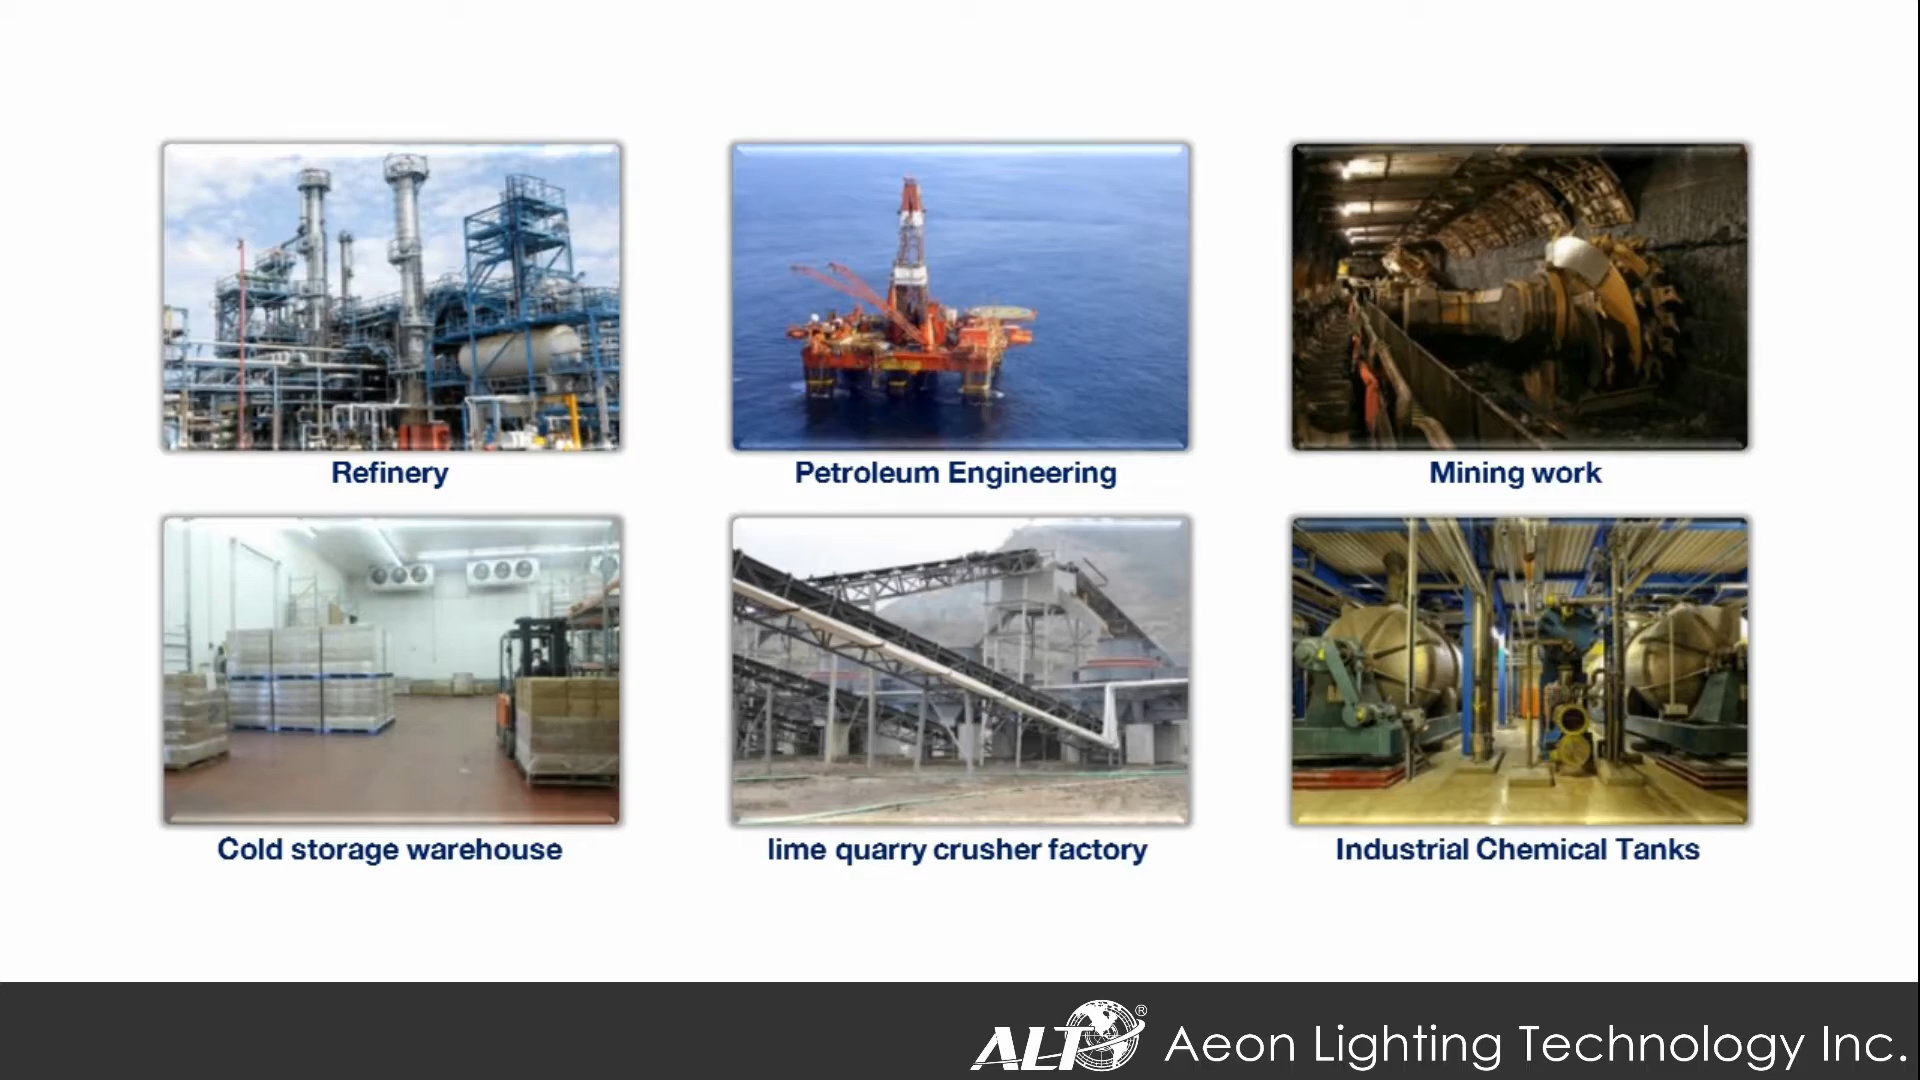 Refinery
Petroleum Engineering
Mining work
Cold storage warehouse
lime quarry crusher factory
Industrial Chemical Tanks
ALT® Aeon Lighting Technology Inc.